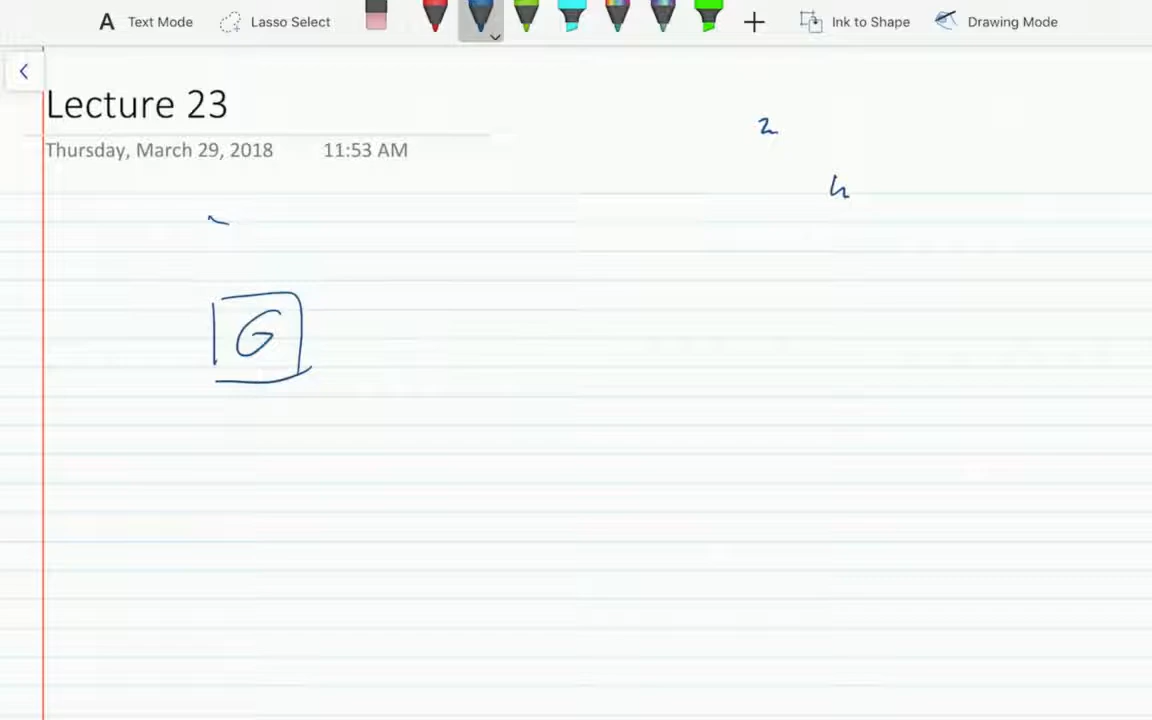 Text Mode Lasso Select Ink to Shape Drawing Mode
Lecture 23
Thursday, March 29, 2018 11:53 AM
2
h
G